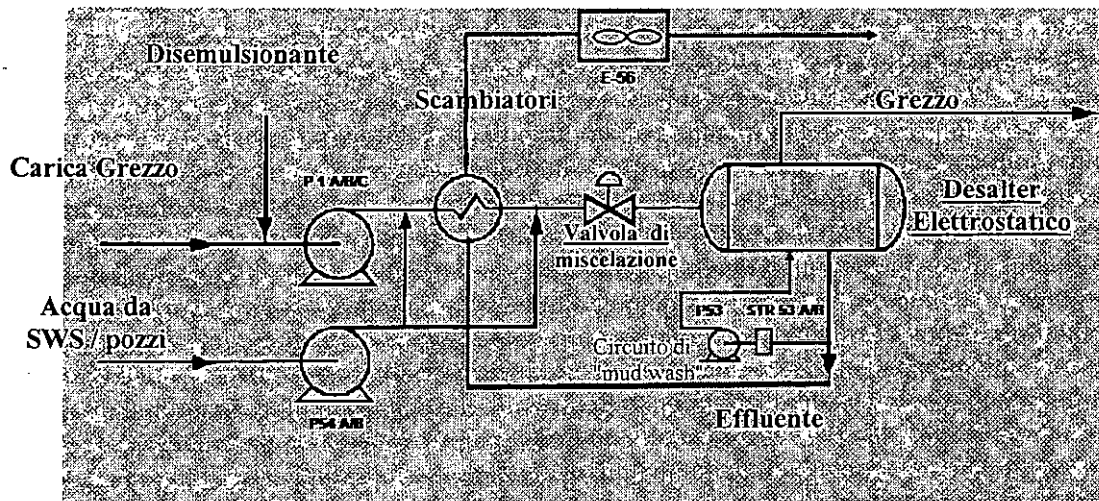 Disemulsionante
E-56
Scambiatori
Grezzo
Carica Grezzo
P 1 A/B/C
Desalter
Elettrostatico
Valvola di
miscelazione
Acqua da
SWS / pozzi
P53
STR 53 A/B
Circuito di
"mud wash"
P54 A/B
Effluente